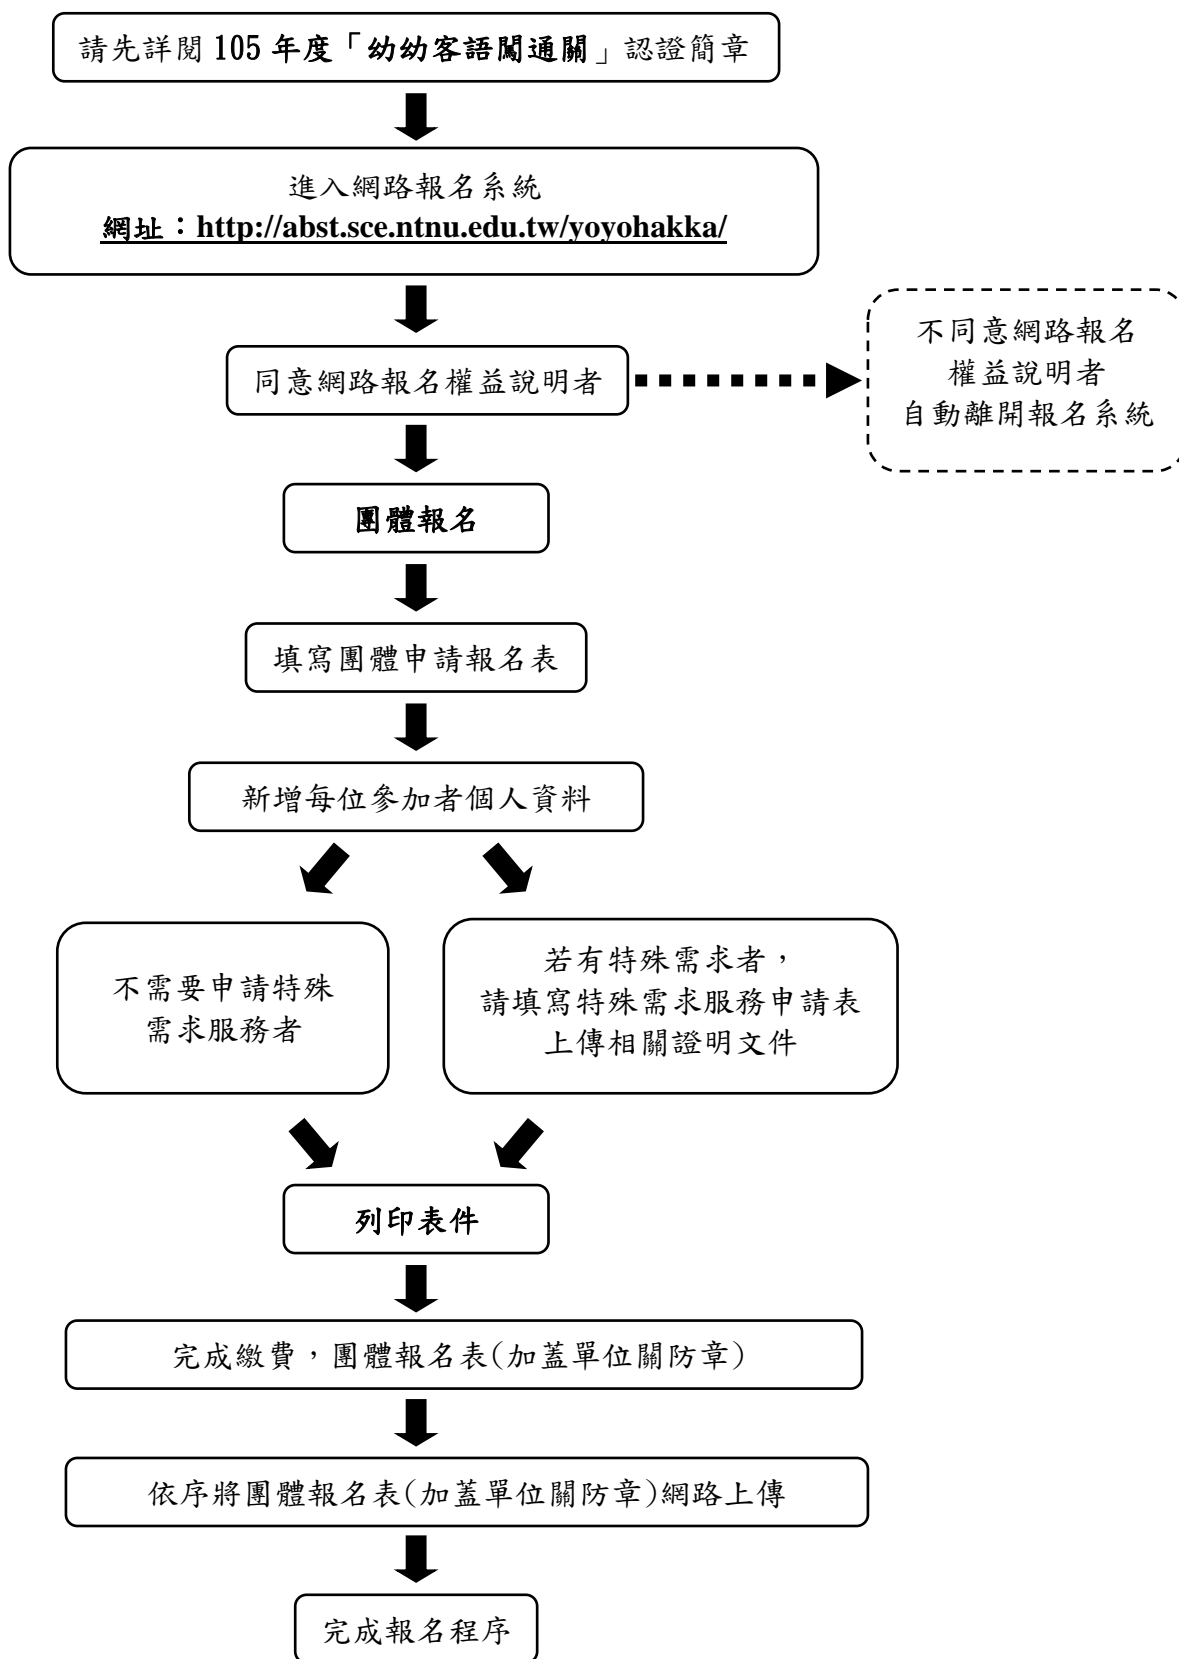 請先詳閱 105 年度「幼幼客語闖通關」認證簡章
進入網路報名系統
網址：http://abst.sce.ntnu.edu.tw/yoyohakka/
同意網路報名權益說明者
不同意網路報名
權益說明者
自動離開報名系統
團體報名
填寫團體申請報名表
新增每位參加者個人資料
不需要申請特殊
需求服務者
若有特殊需求者，
請填寫特殊需求服務申請表
上傳相關證明文件
列印表件
完成繳費，團體報名表(加蓋單位關防章)
依序將團體報名表(加蓋單位關防章)網路上傳
完成報名程序